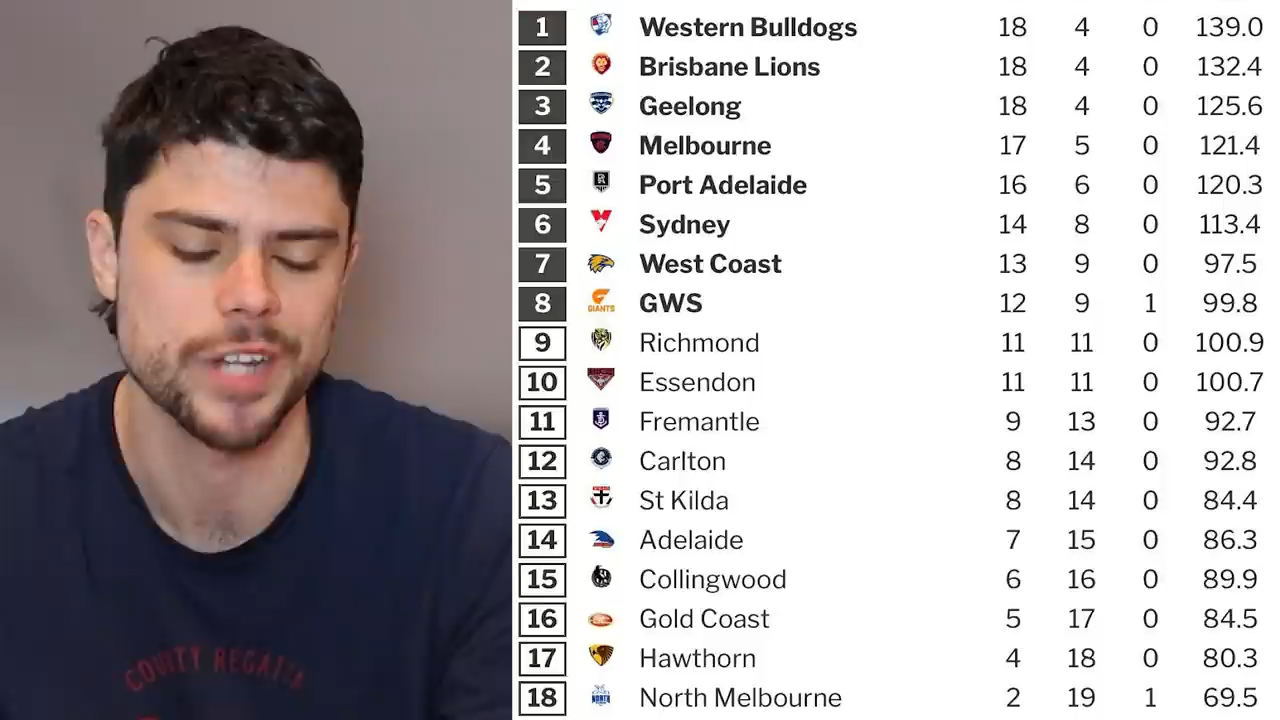 1 Western Bulldogs 18 4 0 139.0
2 Brisbane Lions 18 4 0 132.4
3 Geelong 18 4 0 125.6
4 Melbourne 17 5 0 121.4
5 Port Adelaide 16 6 0 120.3
6 Sydney 14 8 0 113.4
7 West Coast 13 9 0 97.5
8 GIANTS GWS 12 9 1 99.8
9 Richmond 11 11 0 100.9
10 Essendon 11 11 0 100.7
11 Fremantle 9 13 0 92.7
12 Carlton 8 14 0 92.8
13 St Kilda 8 14 0 84.4
14 Adelaide 7 15 0 86.3
15 Collingwood 6 16 0 89.9
16 Gold Coast 5 17 0 84.5
17 Hawthorn 4 18 0 80.3
18 NORTH North Melbourne 2 19 1 69.5
COUNTY REGATTA